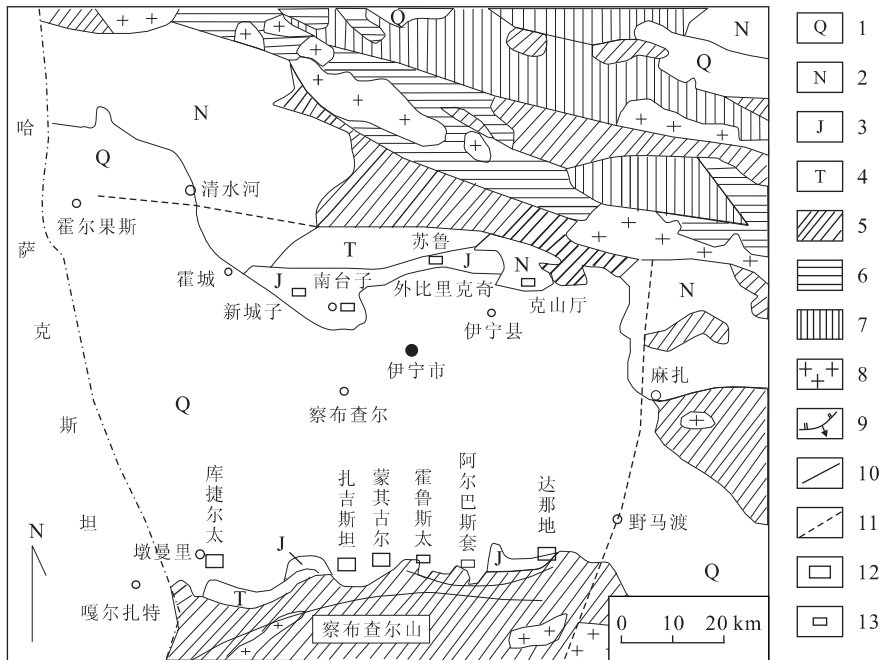 Q
N
Q
N
哈萨克斯坦
Q
清水河
霍尔果斯
T
苏鲁
J
N
霍城
J
南台子
新城子
外比里克奇
克山厅
N
伊宁县
伊宁市
麻扎
Q
察布查尔
库捷尔太
扎吉斯坦
蒙其古尔
霍鲁斯太
阿尔巴斯套
达那地
野马渡
N
墩曼里
J
J
Q
嘎尔扎特
T
察布查尔山
0 10 20 km
Q 1
N 2
J 3
T 4
5
6
7
8
9
10
11
12
13